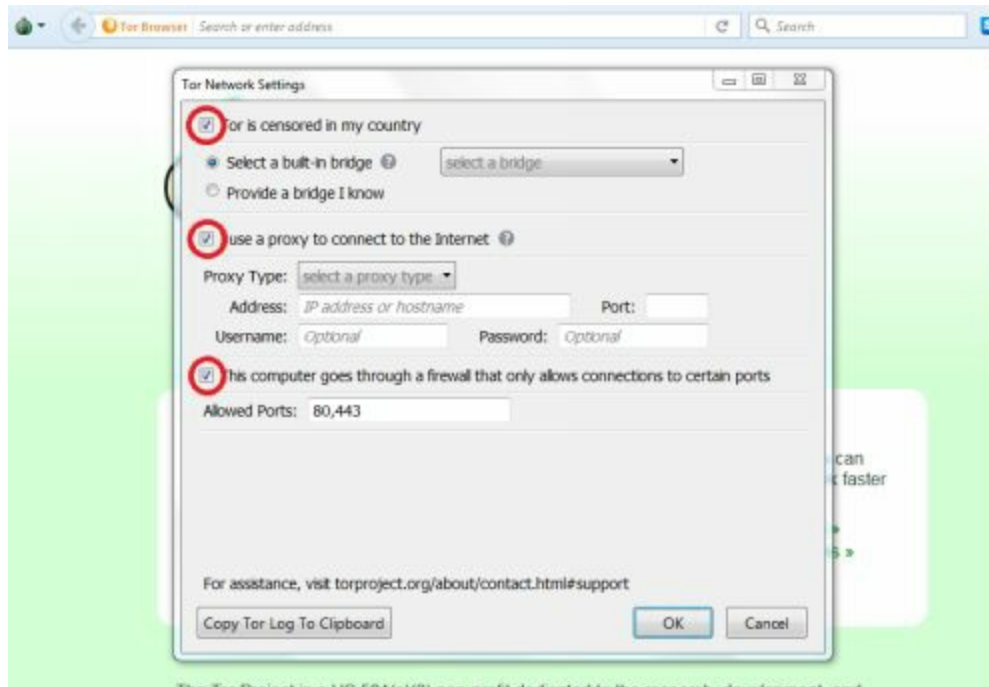 Tor Browser Search or enter address Search
Tor Network Settings
Tor is censored in my country
Select a built-in bridge select a bridge
Provide a bridge I know
use a proxy to connect to the Internet
Proxy Type: select a proxy type
Address: IP address or hostname Port:
Username: Optional Password: Optional
This computer goes through a firewall that only allows connections to certain ports
Allowed Ports: 80,443
can
faster
»
s »
For assistance, visit torproject.org/about/contact.html#support
Copy Tor Log To Clipboard OK Cancel